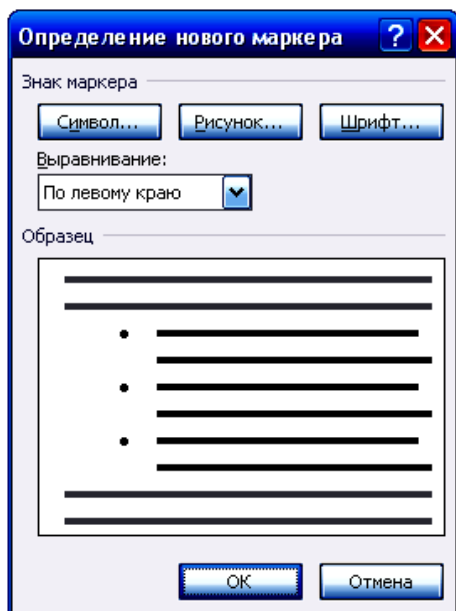 Определение нового маркера ?
Знак маркера
Символ... Рисунок... Шрифт...
Выравнивание:
По левому краю
Образец
ОК Отмена